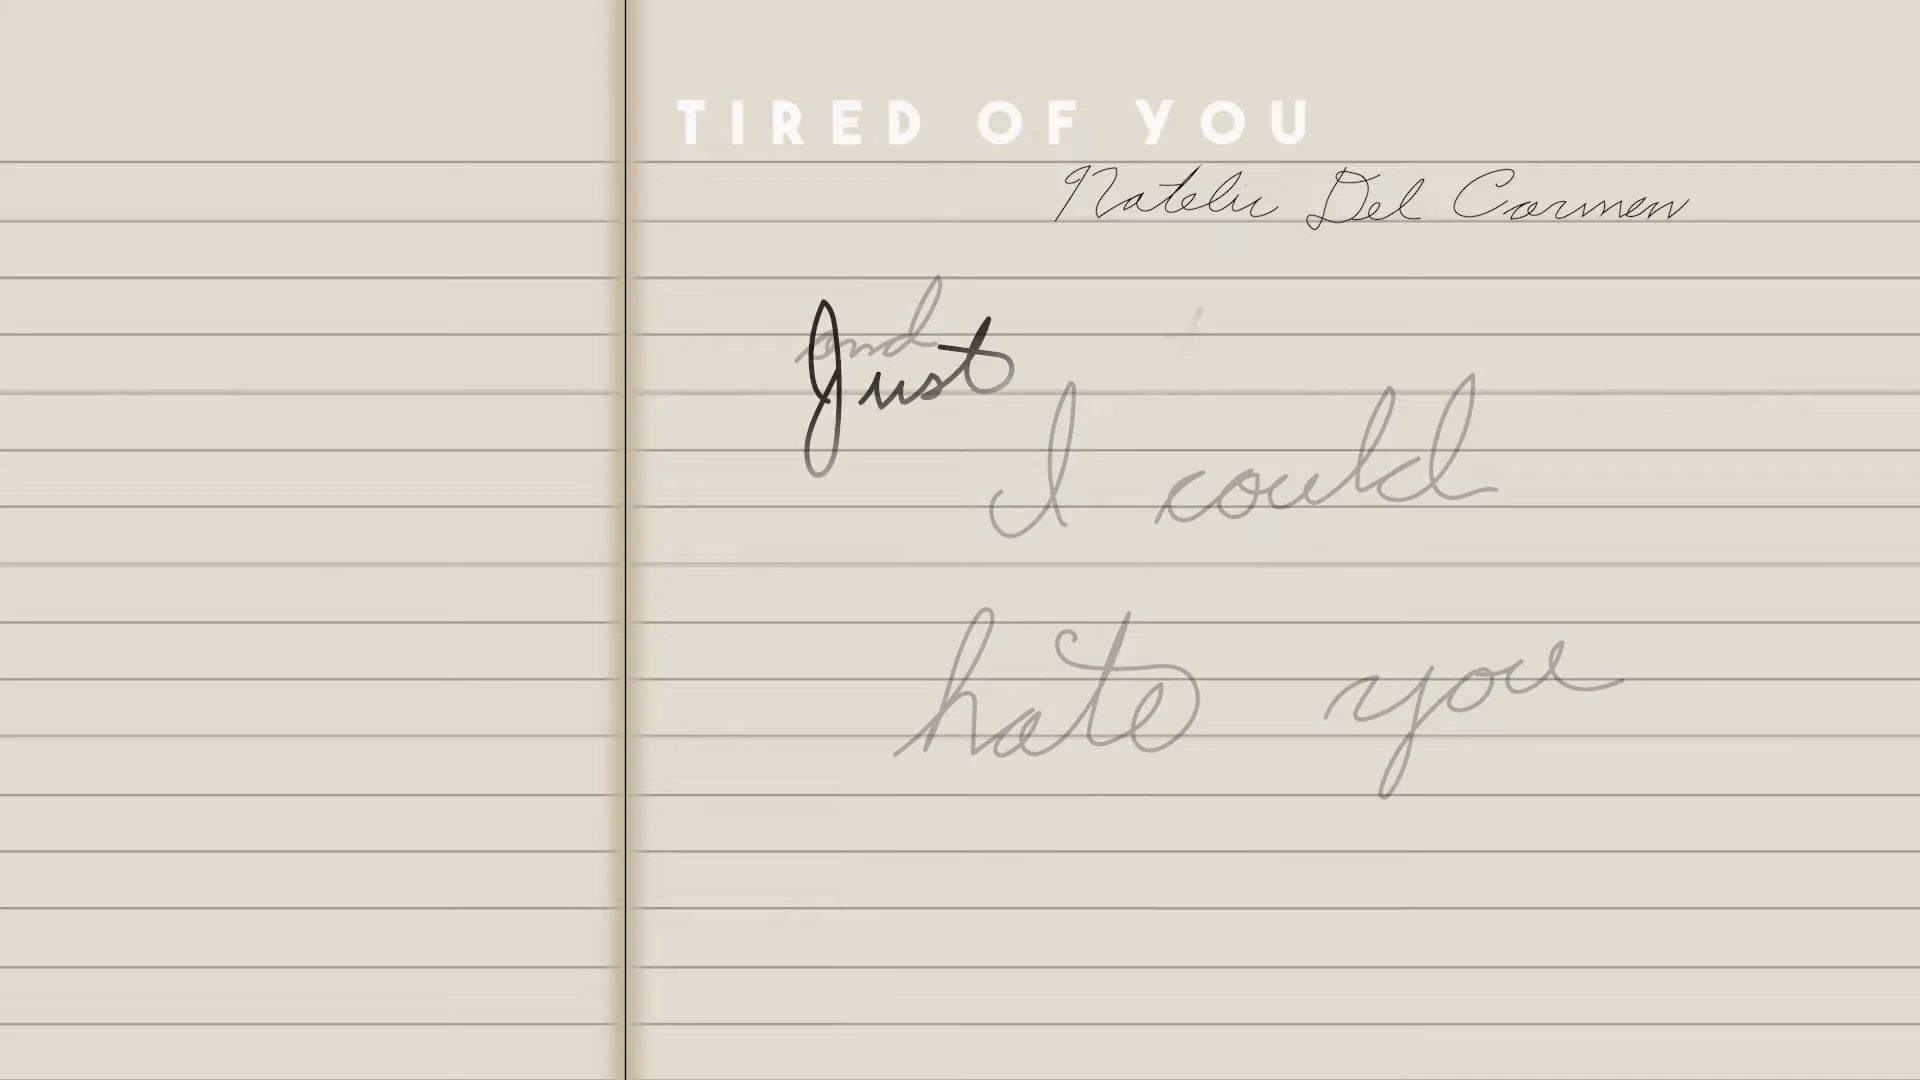 TIRED OF YOU
Natalie Del Carmen
and
Just
I could
hate you